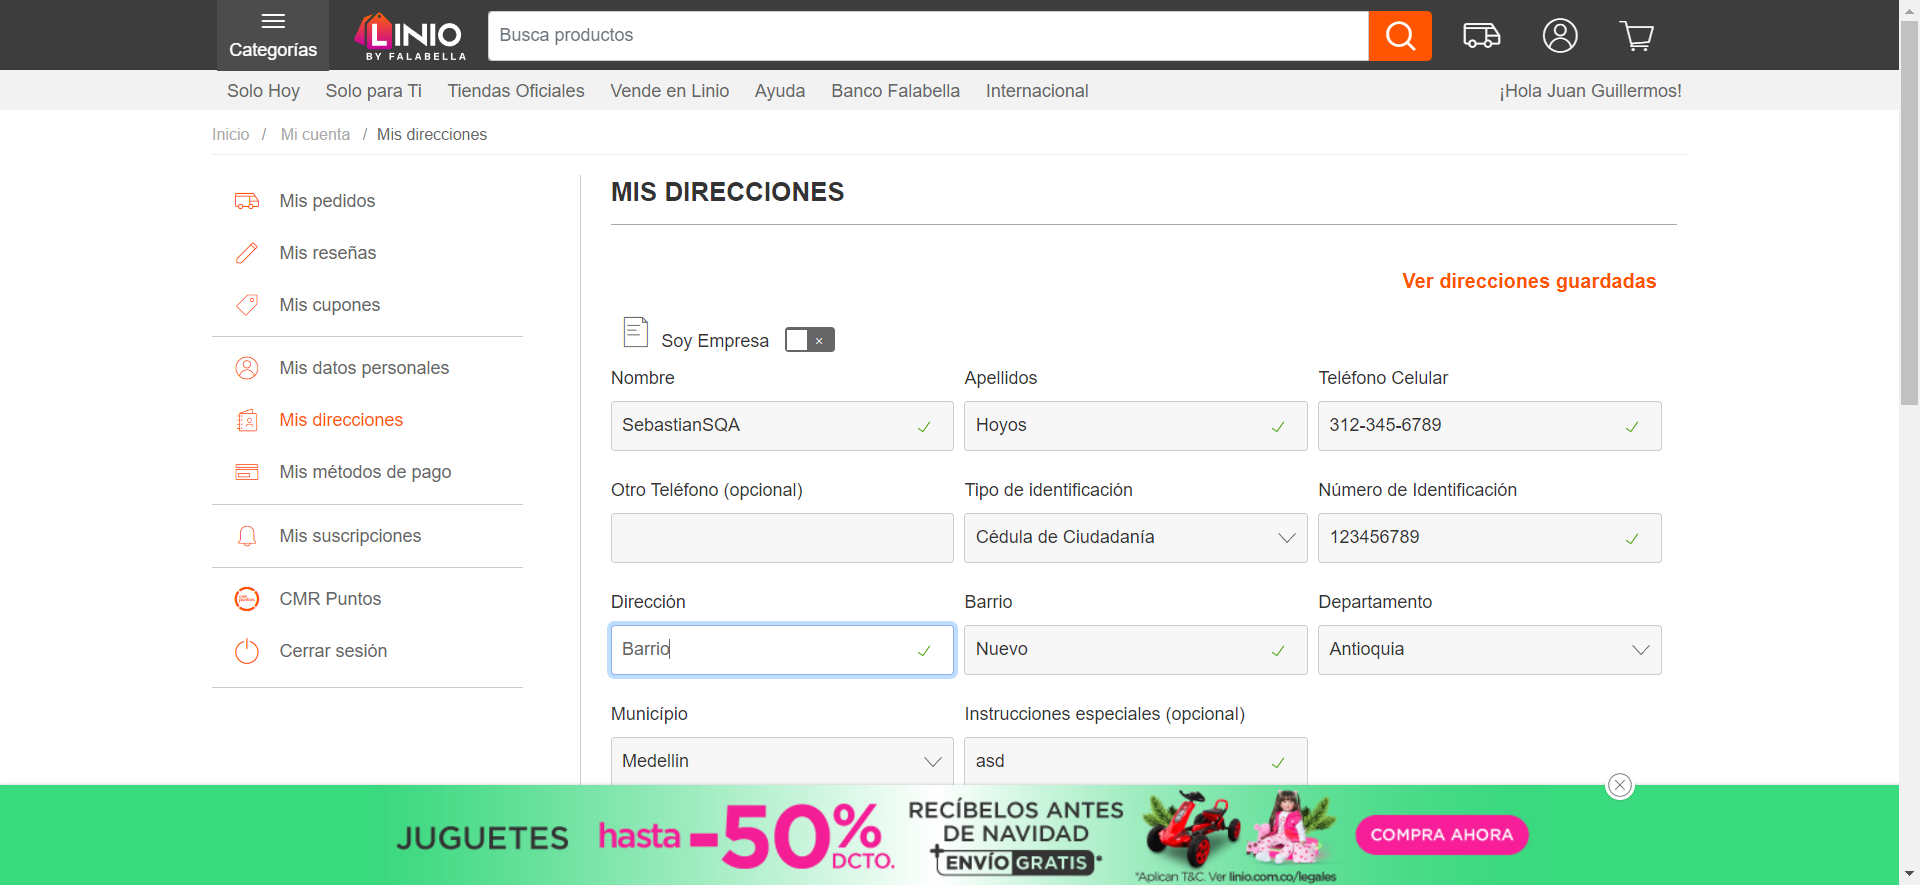 Categorías
LINIO
BY FALABELLA
Busca productos
Solo Hoy
Solo para Ti
Tiendas Oficiales
Vende en Linio
Ayuda
Banco Falabella
Internacional
¡Hola Juan Guillermos!
Inicio / Mi cuenta / Mis direcciones
Mis pedidos
Mis reseñas
Mis cupones
Mis datos personales
Mis direcciones
Mis métodos de pago
Mis suscripciones
CMR Puntos
Cerrar sesión
MIS DIRECCIONES
Ver direcciones guardadas
Soy Empresa
Nombre
SebastianSQA
Apellidos
Hoyos
Teléfono Celular
312-345-6789
Otro Teléfono (opcional)
Tipo de identificación
Cédula de Ciudadanía
Número de Identificación
123456789
Dirección
Barrio
Barrio
Nuevo
Departamento
Antioquia
Município
Medellin
Instrucciones especiales (opcional)
asd
JUGUETES hasta -50% DCTO.
RECÍBELOS ANTES
DE NAVIDAD
+ENVÍO GRATIS*
*Aplican T&C. Ver linio.com.co/legales
COMPRA AHORA